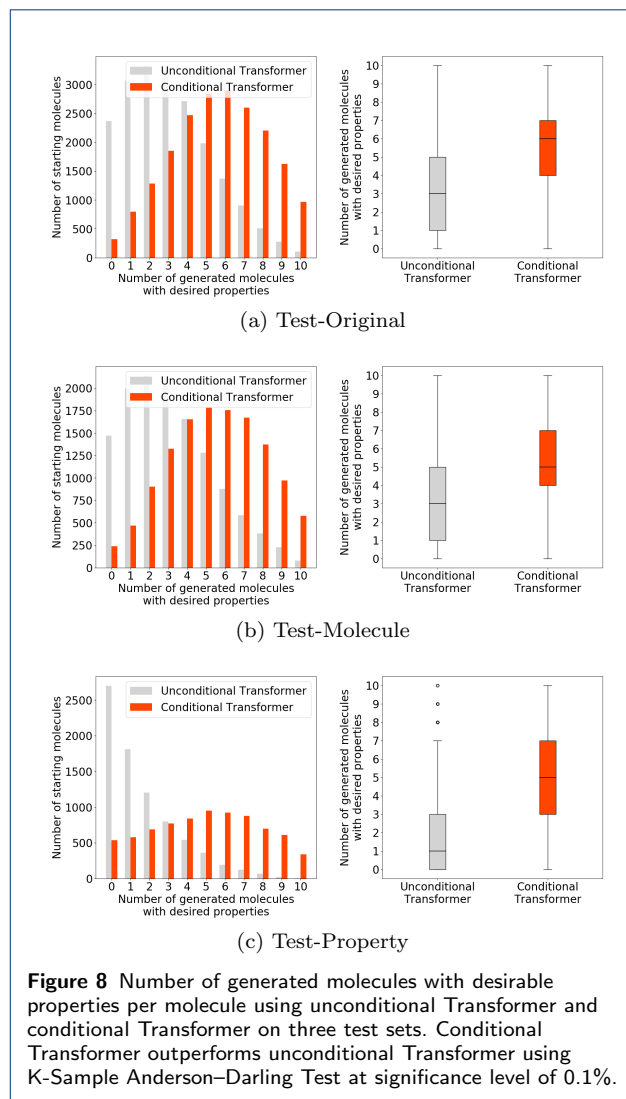 Unconditional Transformer
Conditional Transformer
Number of starting molecules
3000
2500
2000
1500
1000
500
0
0 1 2 3 4 5 6 7 8 9 10
Number of generated molecules
with desired properties
Number of generated molecules
with desired properties
10
9
8
7
6
5
4
3
2
1
0
Unconditional
Transformer
Conditional
Transformer
(a) Test-Original
Unconditional Transformer
Conditional Transformer
Number of starting molecules
2000
1750
1500
1250
1000
750
500
250
0
0 1 2 3 4 5 6 7 8 9 10
Number of generated molecules
with desired properties
Number of generated molecules
with desired properties
10
9
8
7
6
5
4
3
2
1
0
Unconditional
Transformer
Conditional
Transformer
(b) Test-Molecule
Unconditional Transformer
Conditional Transformer
Number of starting molecules
2500
2000
1500
1000
500
0
0 1 2 3 4 5 6 7 8 9 10
Number of generated molecules
with desired properties
Number of generated molecules
with desired properties
10
9
8
7
6
5
4
3
2
1
0
Unconditional
Transformer
Conditional
Transformer
(c) Test-Property
Figure 8 Number of generated molecules with desirable
properties per molecule using unconditional Transformer and
conditional Transformer on three test sets. Conditional
Transformer outperforms unconditional Transformer using
K-Sample Anderson–Darling Test at significance level of 0.1%.